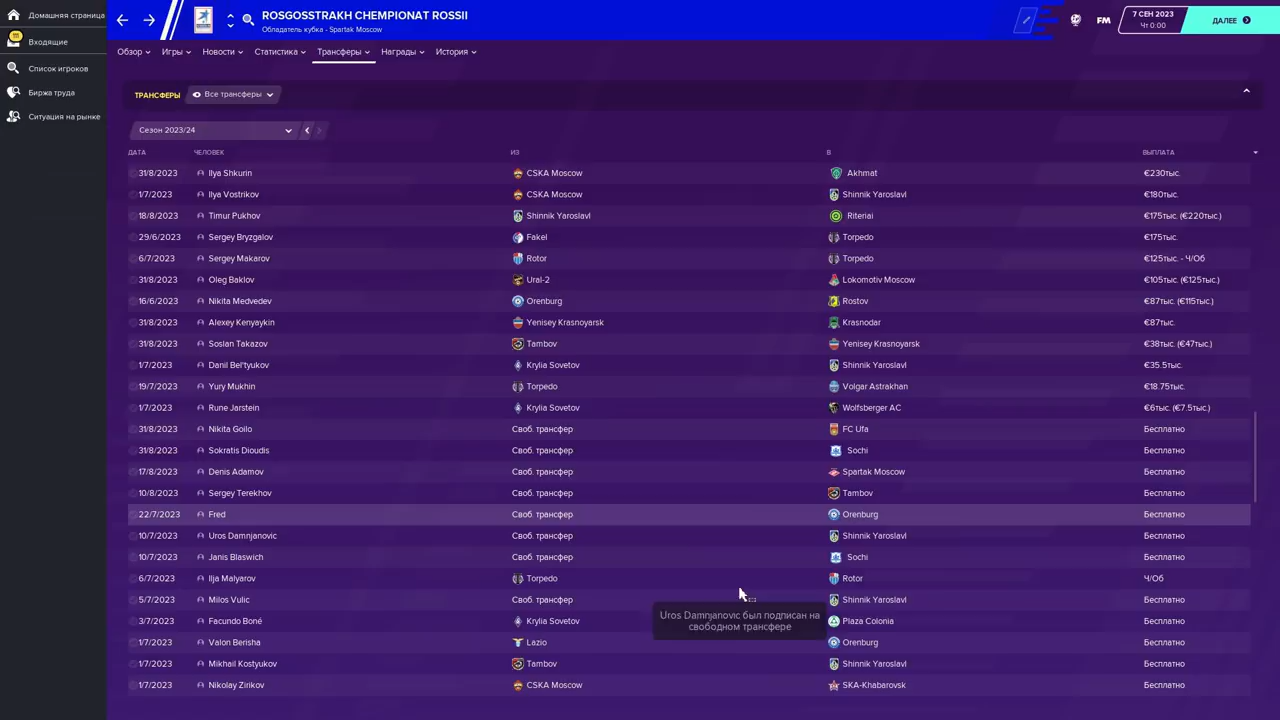 Домашняя страница
Входящие
Список игроков
Биржа труда
Ситуация на рынке
ROSGOSSTRAKH CHEMPIONAT ROSSII
Обладатель кубка - Spartak Moscow
FM
7 СЕН 2023
Чт 0:00
ДАЛЕЕ
Обзор Игры Новости Статистика Трансферы Награды История
ТРАНСФЕРЫ Все трансферы
Сезон 2023/24
ДАТА ЧЕЛОВЕК ИЗ В ВЫПЛАТА
31/8/2023 Ilya Shkurin CSKA Moscow Akhmat €230тыс.
1/7/2023 Ilya Vostrikov CSKA Moscow Shinnik Yaroslavl €180тыс.
18/8/2023 Timur Pukhov Shinnik Yaroslavl Riteriai €175тыс. (€220тыс.)
29/6/2023 Sergey Bryzgalov Fakel Torpedo €175тыс.
6/7/2023 Sergey Makarov Rotor Torpedo €125тыс. - Ч/Об
31/8/2023 Oleg Baklov Ural-2 Lokomotiv Moscow €105тыс. (€125тыс.)
16/6/2023 Nikita Medvedev Orenburg Rostov €87тыс. (€115тыс.)
31/8/2023 Alexey Kenyaykin Yenisey Krasnoyarsk Krasnodar €87тыс.
31/8/2023 Soslan Takazov Tambov Yenisey Krasnoyarsk €38тыс. (€47тыс.)
1/7/2023 Danil Bel'tyukov Krylia Sovetov Shinnik Yaroslavl €35.5тыс.
19/7/2023 Yury Mukhin Torpedo Volgar Astrakhan €18.75тыс.
1/7/2023 Rune Jarstein Krylia Sovetov Wolfsberger AC €6тыс. (€7.5тыс.)
31/8/2023 Nikita Goilo Своб. трансфер FC Ufa Бесплатно
31/8/2023 Sokratis Dioudis Своб. трансфер Sochi Бесплатно
17/8/2023 Denis Adamov Своб. трансфер Spartak Moscow Бесплатно
10/8/2023 Sergey Terekhov Своб. трансфер Tambov Бесплатно
22/7/2023 Fred Своб. трансфер Orenburg Бесплатно
10/7/2023 Uros Damnjanovic Своб. трансфер Shinnik Yaroslavl Бесплатно
10/7/2023 Janis Blaswich Своб. трансфер Sochi Бесплатно
6/7/2023 Ilja Malyarov Torpedo Rotor Ч/Об
5/7/2023 Milos Vulic Своб. трансфер Shinnik Yaroslavl Бесплатно
Uros Damnjanovic был подписан на
свободном трансфере
3/7/2023 Facundo Boné Krylia Sovetov Plaza Colonia Бесплатно
1/7/2023 Valon Berisha Lazio Orenburg Бесплатно
1/7/2023 Mikhail Kostyukov Tambov Shinnik Yaroslavl Бесплатно
1/7/2023 Nikolay Zirikov CSKA Moscow SKA-Khabarovsk Бесплатно